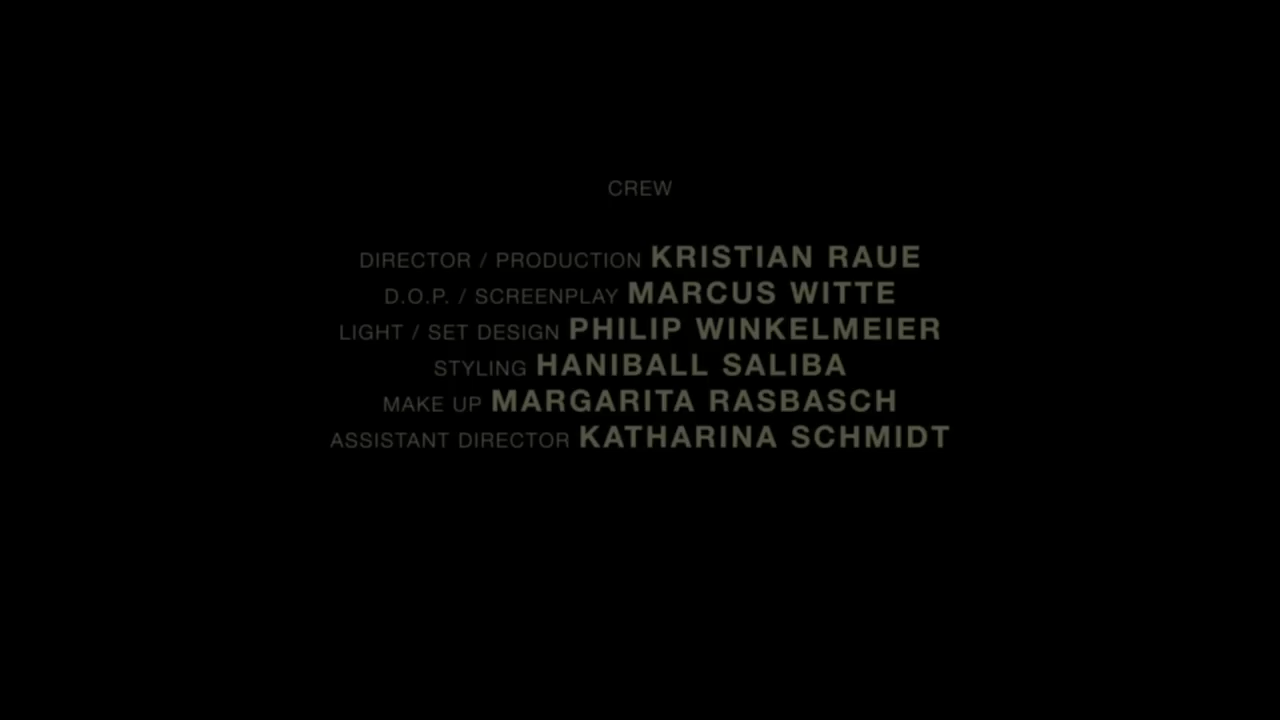 CREW
DIRECTOR / PRODUCTION KRISTIAN RAUE
D.O.P. / SCREENPLAY MARCUS WITTE
LIGHT / SET DESIGN PHILIP WINKELMEIER
STYLING HANIBALL SALIBA
MAKE UP MARGARITA RASBASCH
ASSISTANT DIRECTOR KATHARINA SCHMIDT